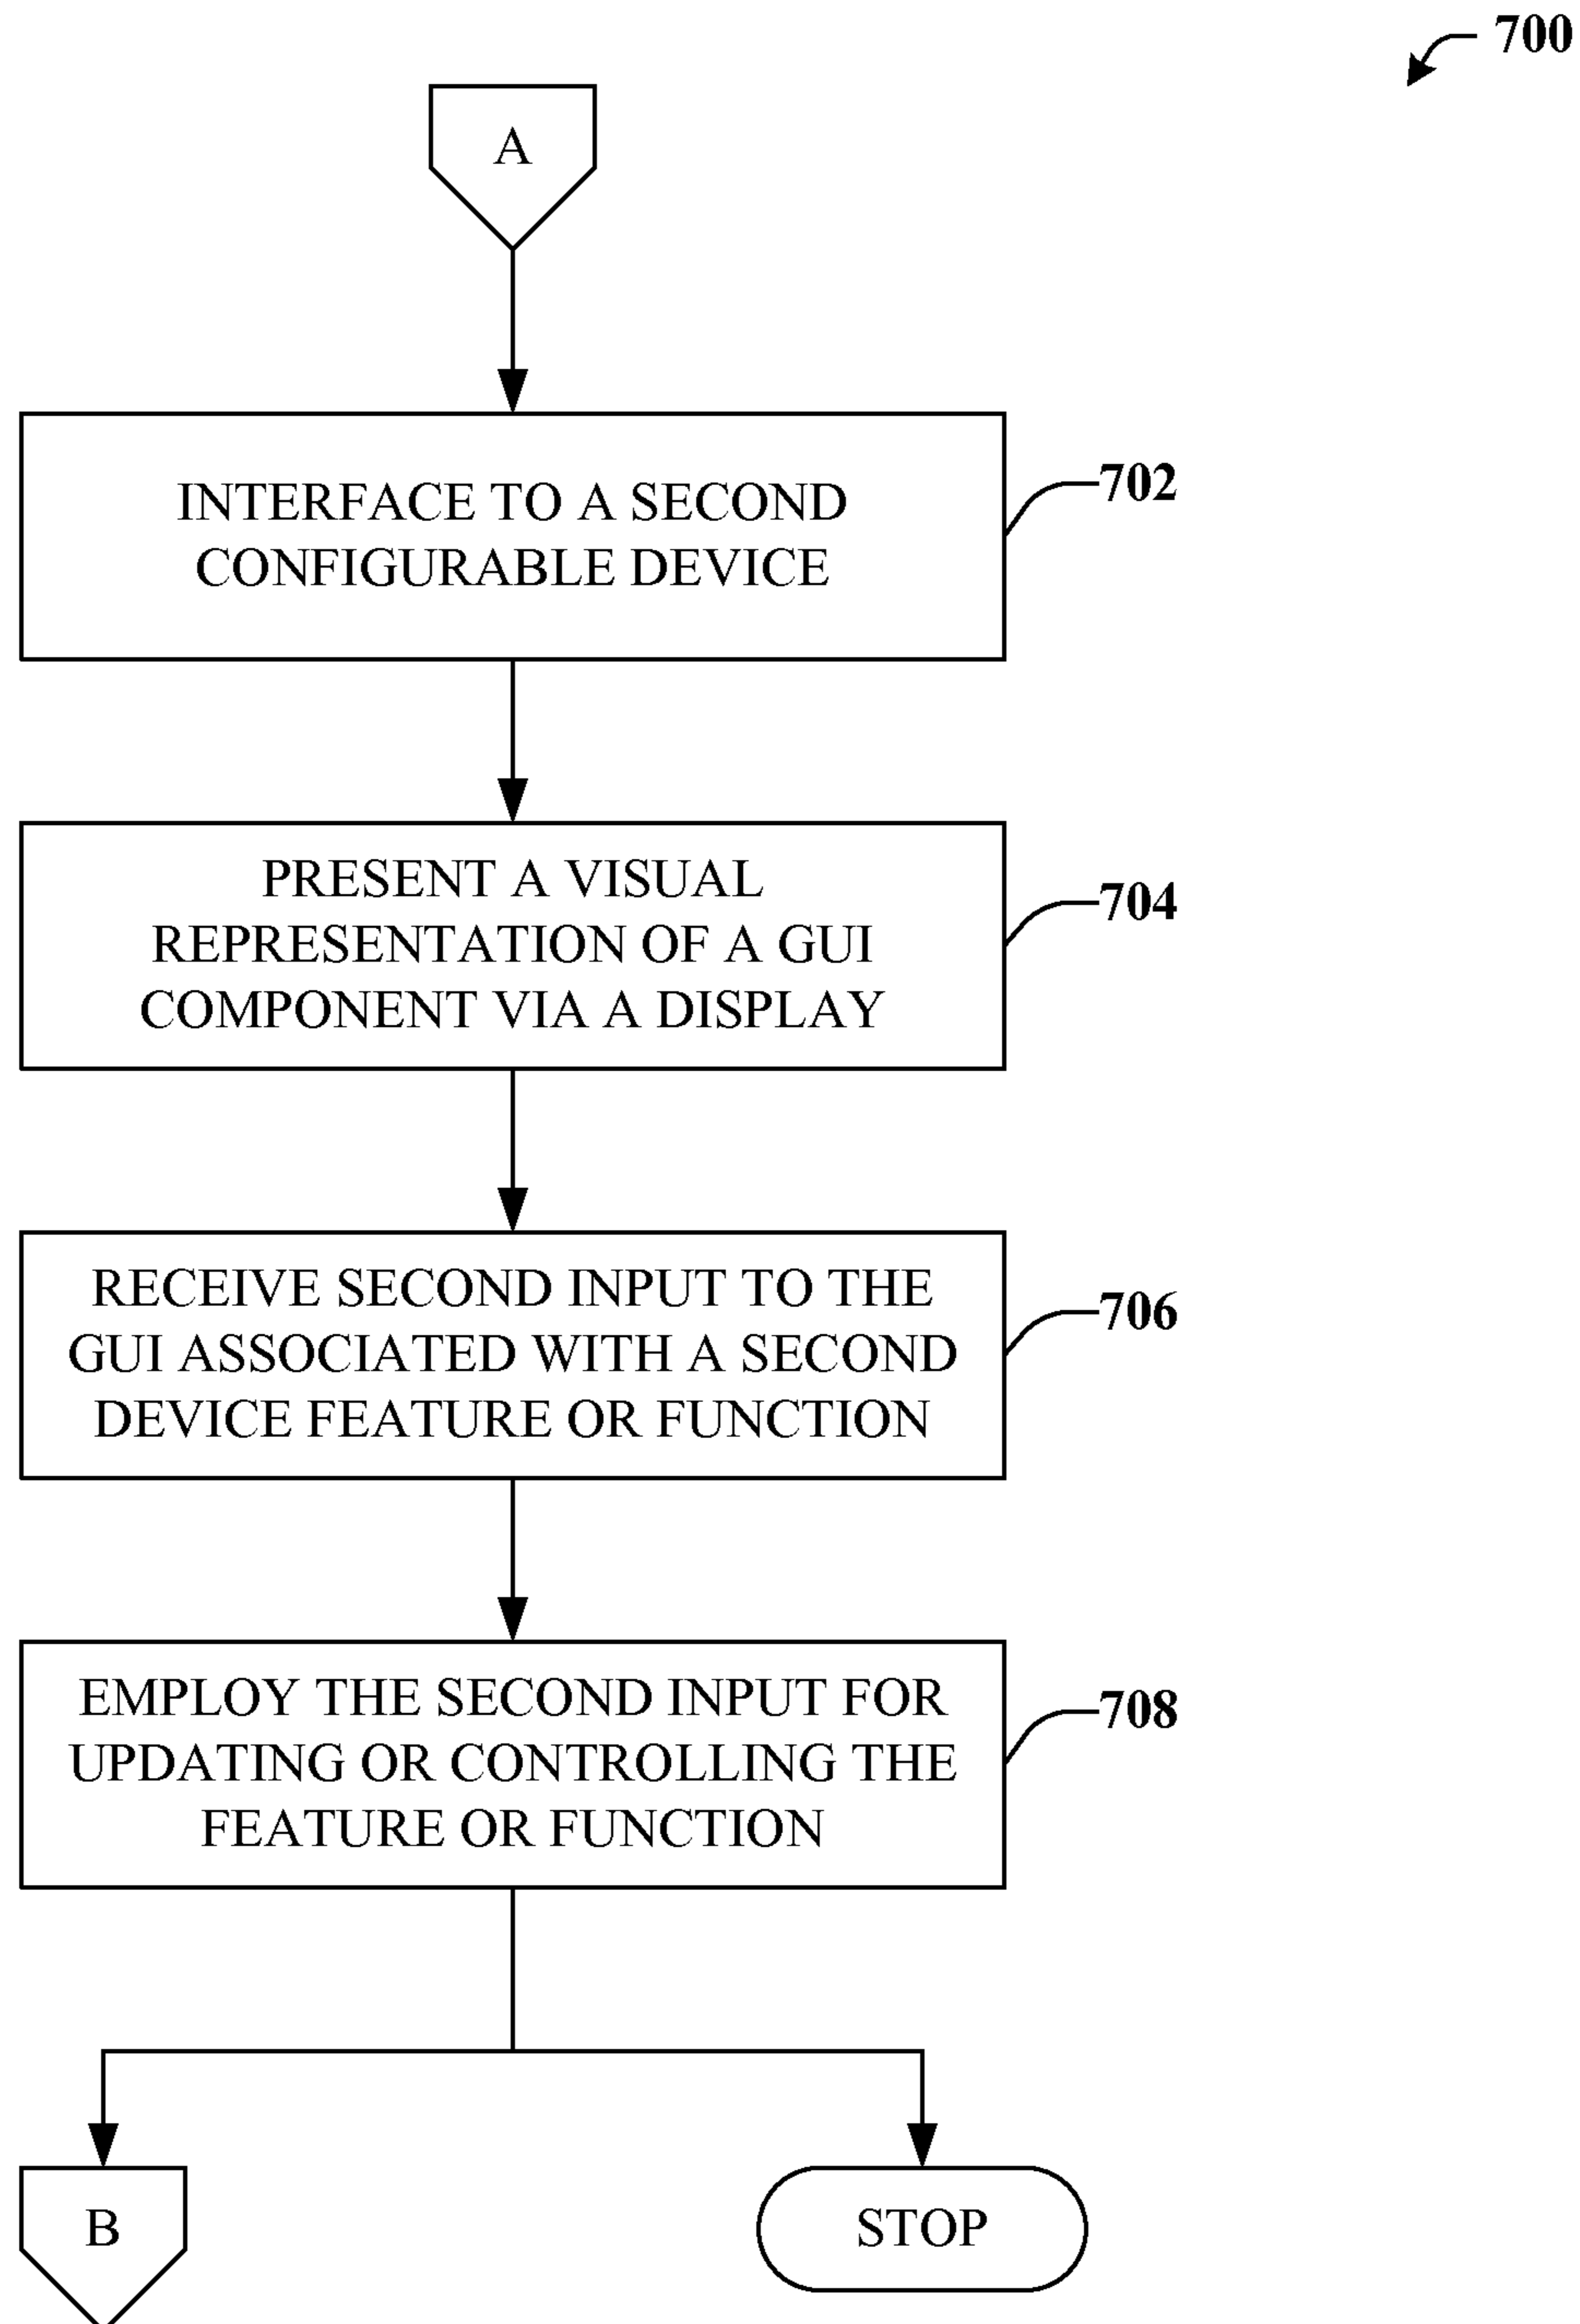 700
A
INTERFACE TO A SECOND
CONFIGURABLE DEVICE
702
PRESENT A VISUAL
REPRESENTATION OF A GUI
COMPONENT VIA A DISPLAY
704
RECEIVE SECOND INPUT TO THE
GUI ASSOCIATED WITH A SECOND
DEVICE FEATURE OR FUNCTION
706
EMPLOY THE SECOND INPUT FOR
UPDATING OR CONTROLLING THE
FEATURE OR FUNCTION
708
B
STOP